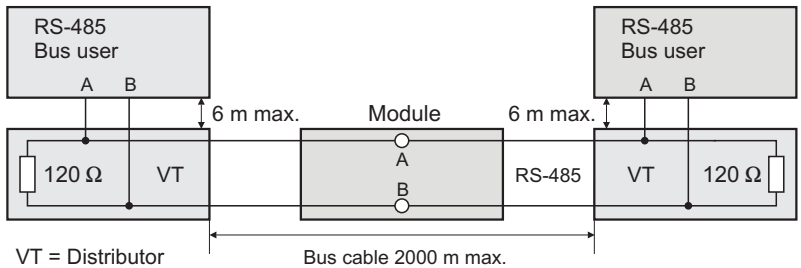 RS-485
Bus user
A B
RS-485
Bus user
A B
6 m max.
Module
6 m max.
120 Ω VT
A
B
RS-485
VT 120 Ω
VT = Distributor
Bus cable 2000 m max.